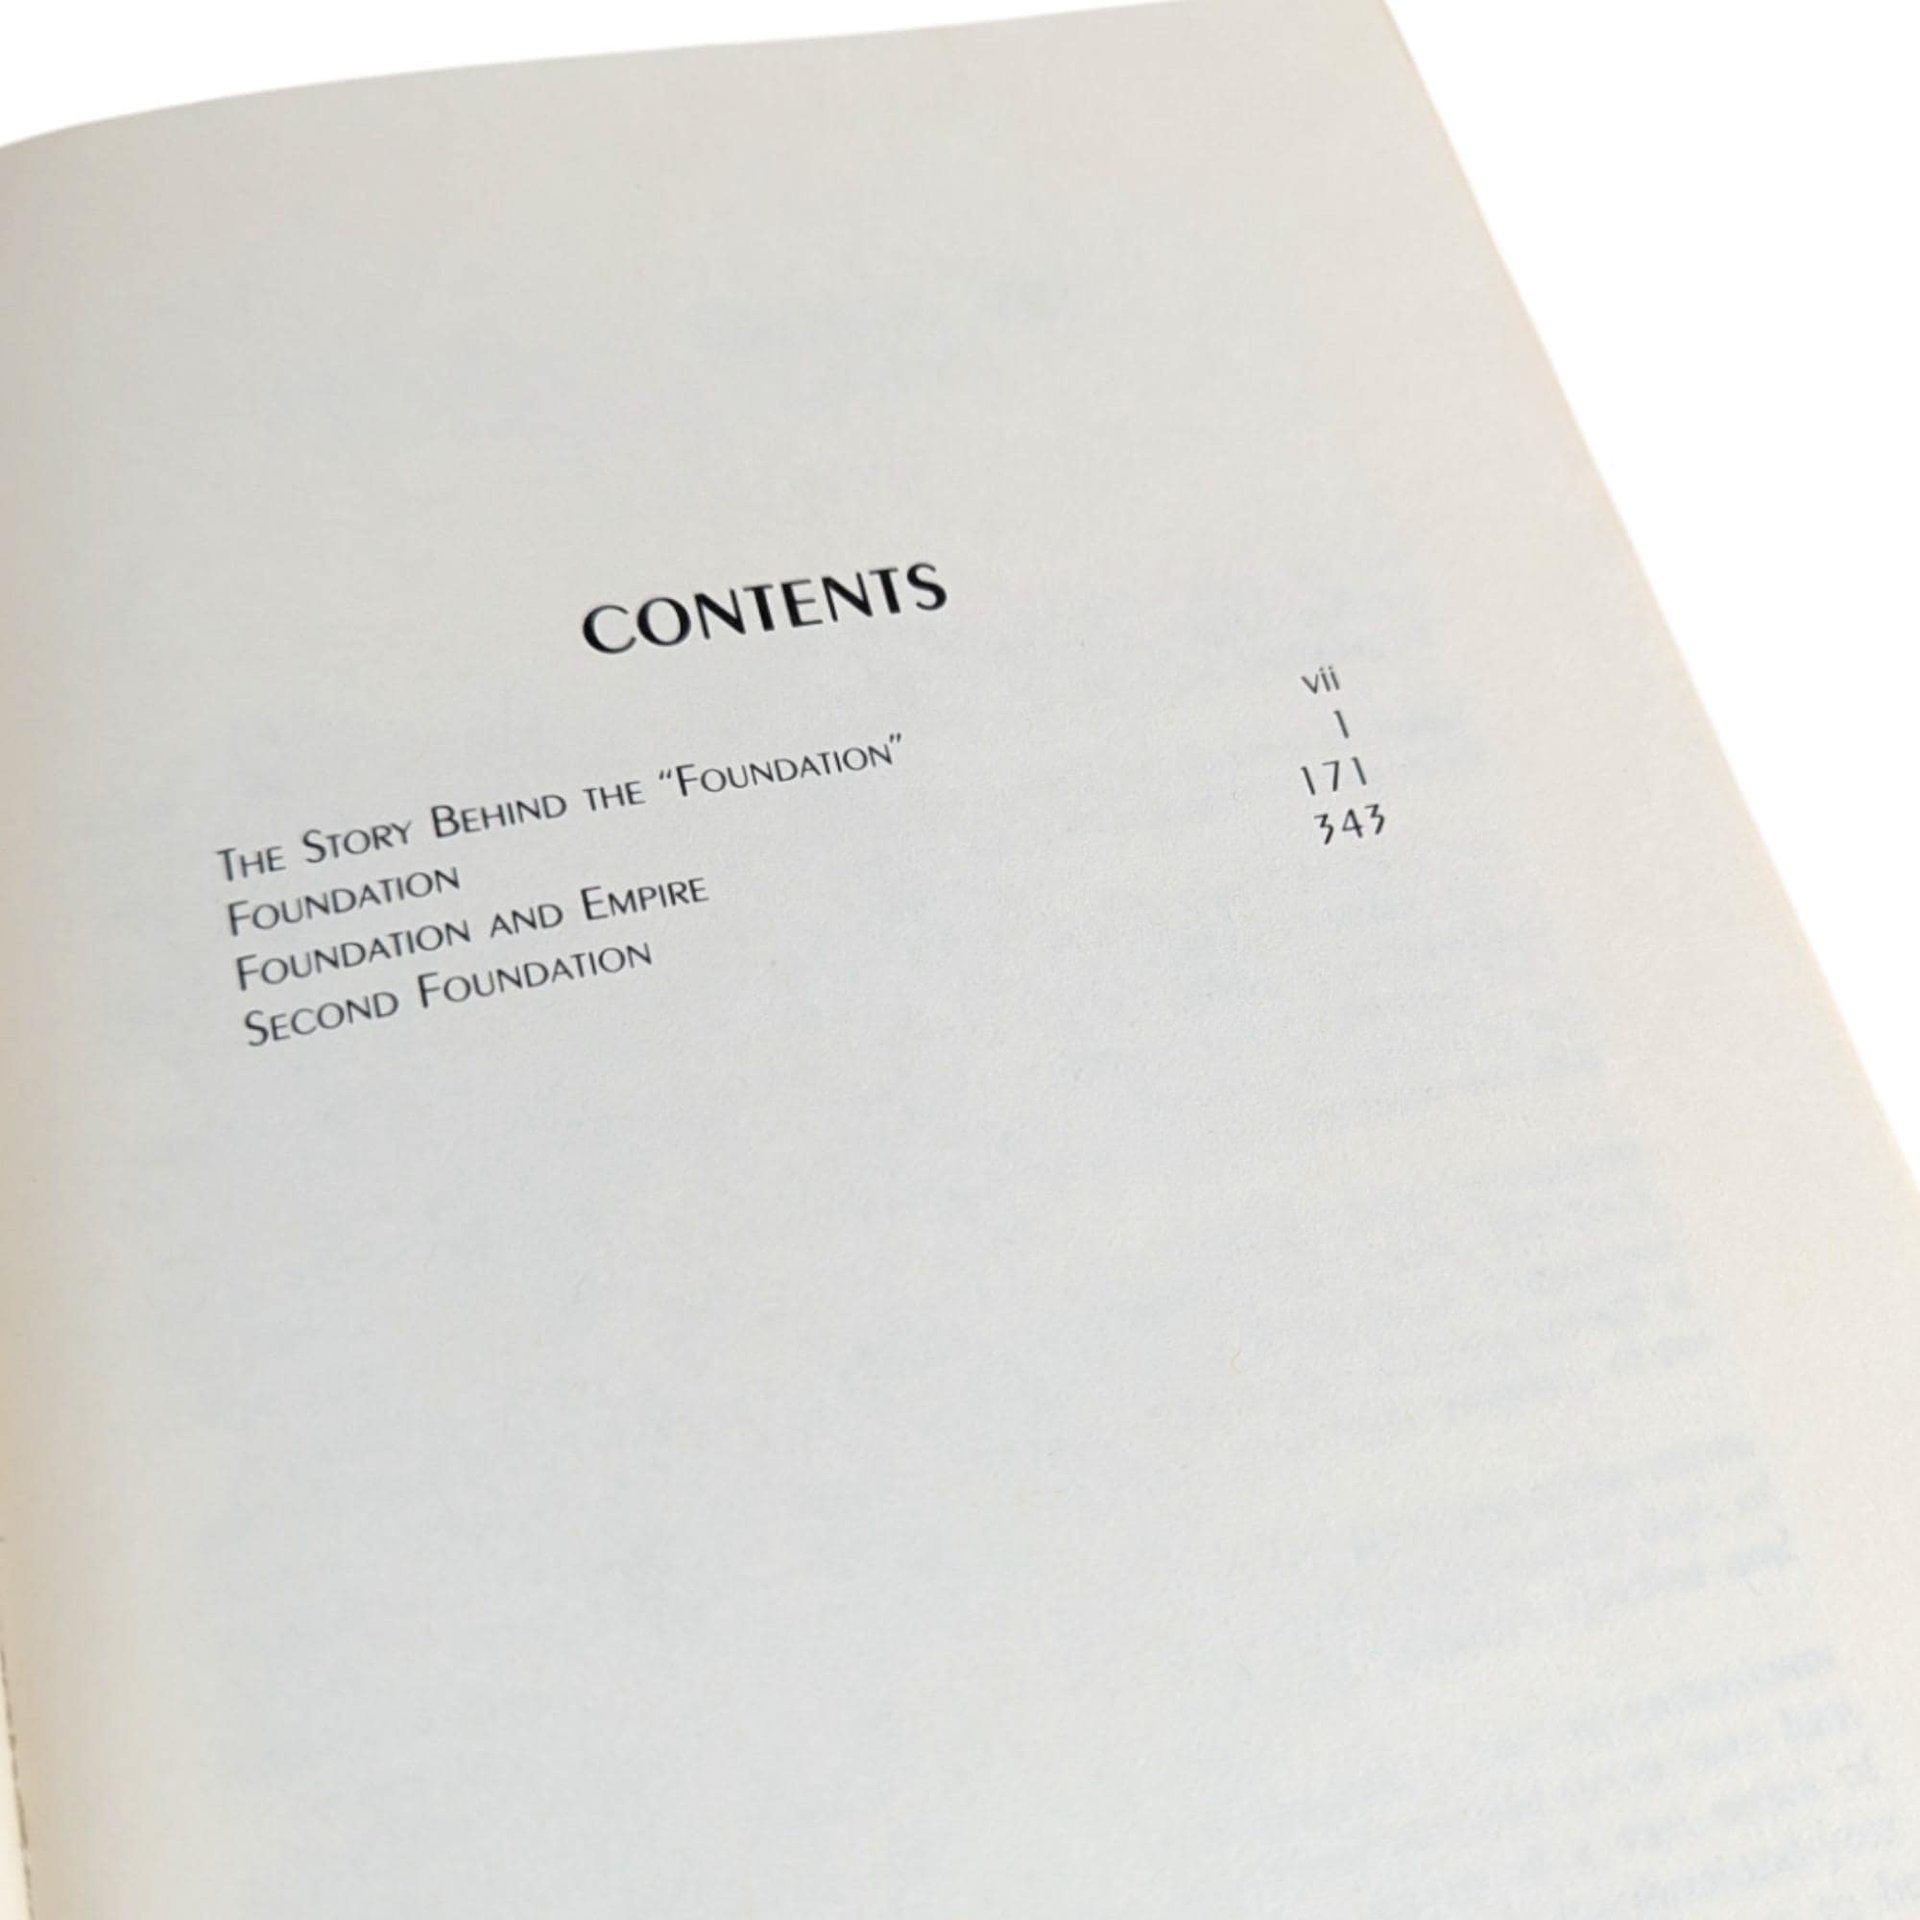 CONTENTS
THE STORY BEHIND THE “FOUNDATION” vii
FOUNDATION 1
FOUNDATION AND EMPIRE 171
SECOND FOUNDATION 343